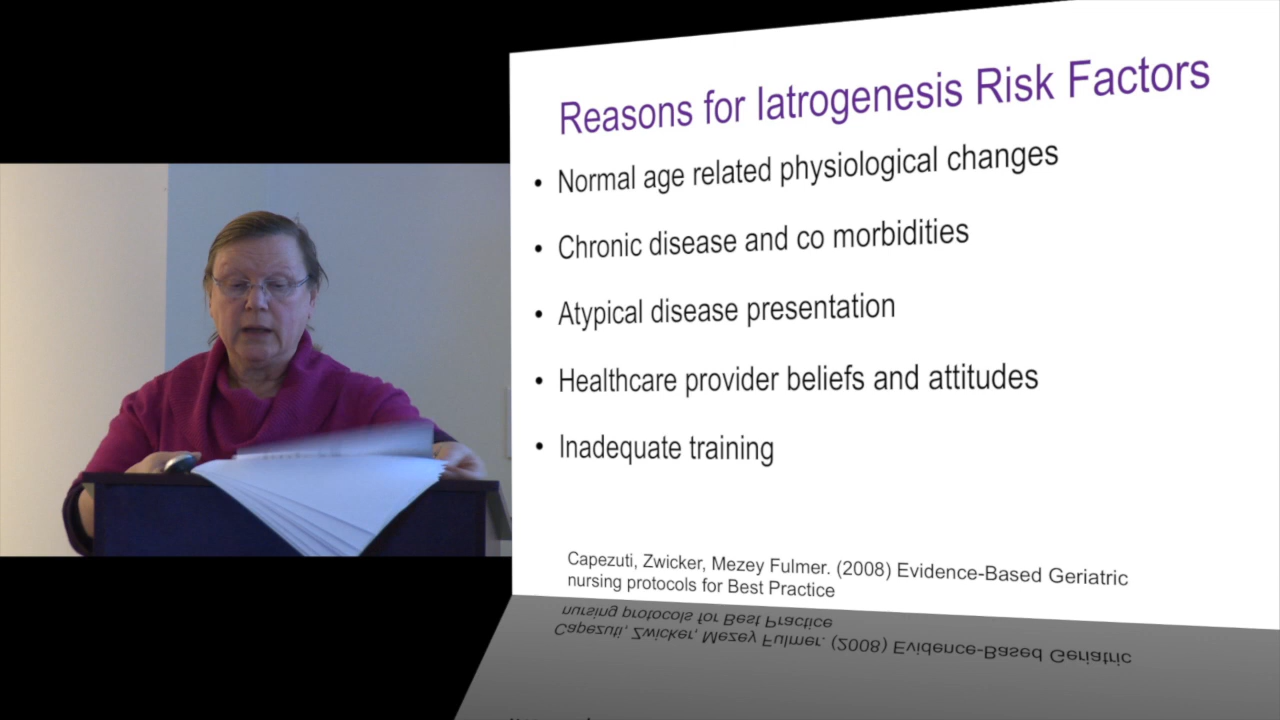 Reasons for Iatrogenesis Risk Factors
• Normal age related physiological changes
• Chronic disease and co morbidities
• Atypical disease presentation
• Healthcare provider beliefs and attitudes
• Inadequate training
Capezuti, Zwicker, Mezey Fulmer. (2008) Evidence-Based Geriatric
nursing protocols for Best Practice